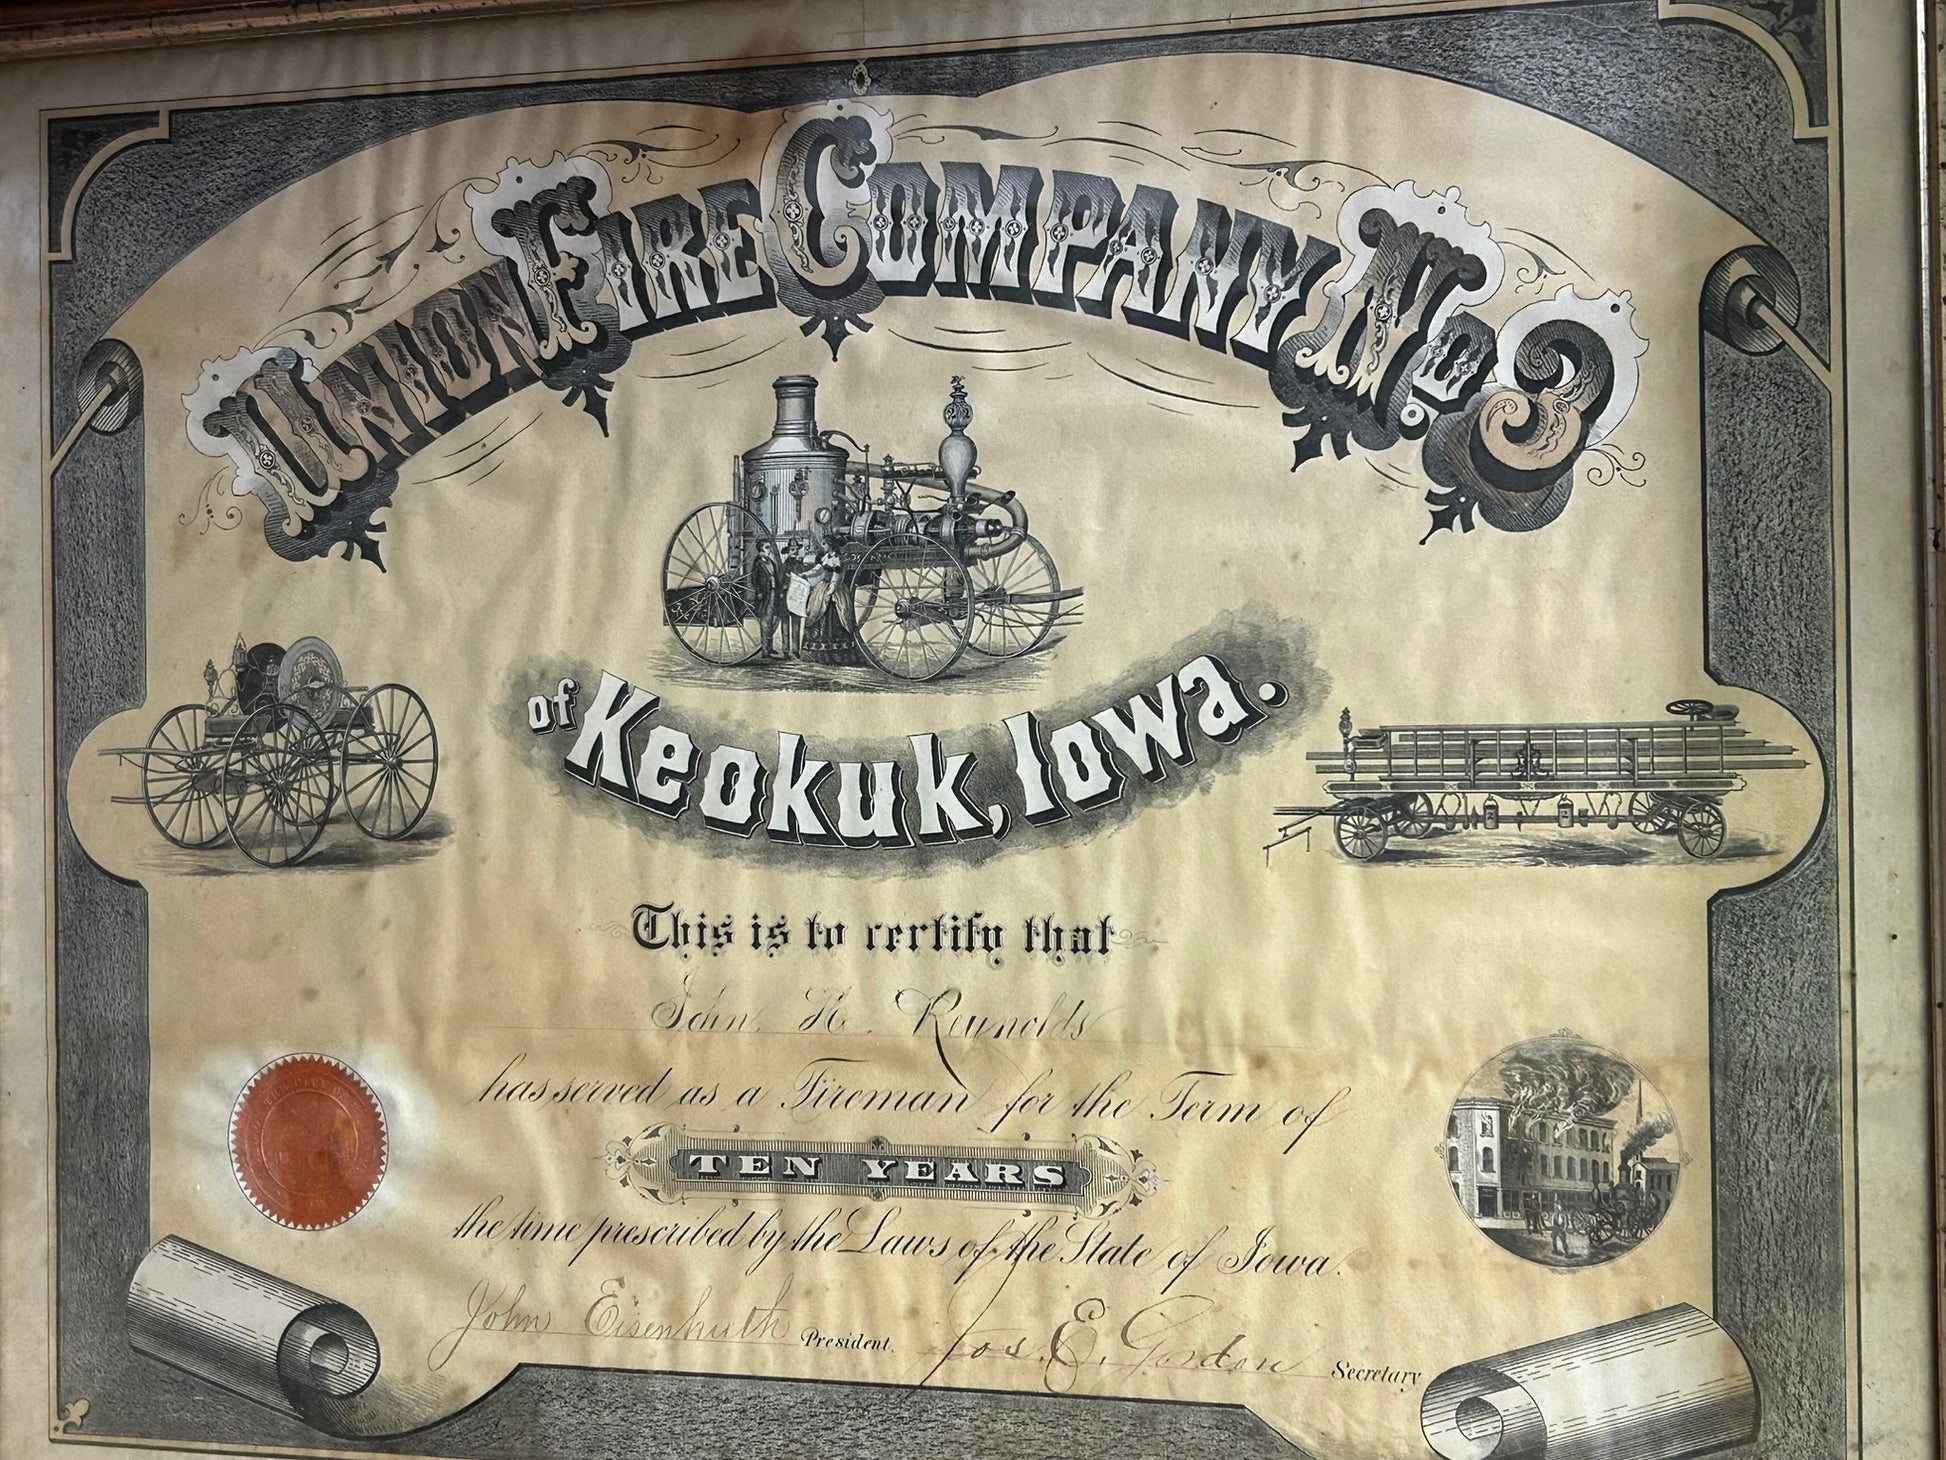 Union Fire Company No. 3
of Keokuk, Iowa.
This is to certify that
John H. Reynolds
has served as a Fireman for the Term of
TEN YEARS
the time prescribed by the Laws of the State of Iowa.
John Eisenhuth President. Jos. E. Gordon Secretary